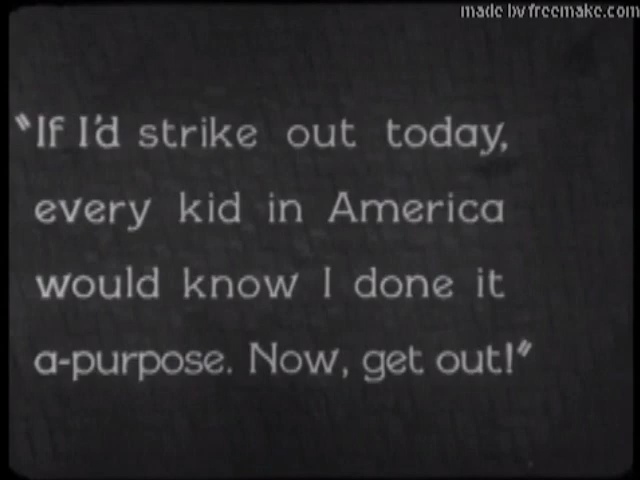 made by freemake.com
"If I'd strike out today,
every kid in America
would know I done it
a-purpose. Now, get out!"